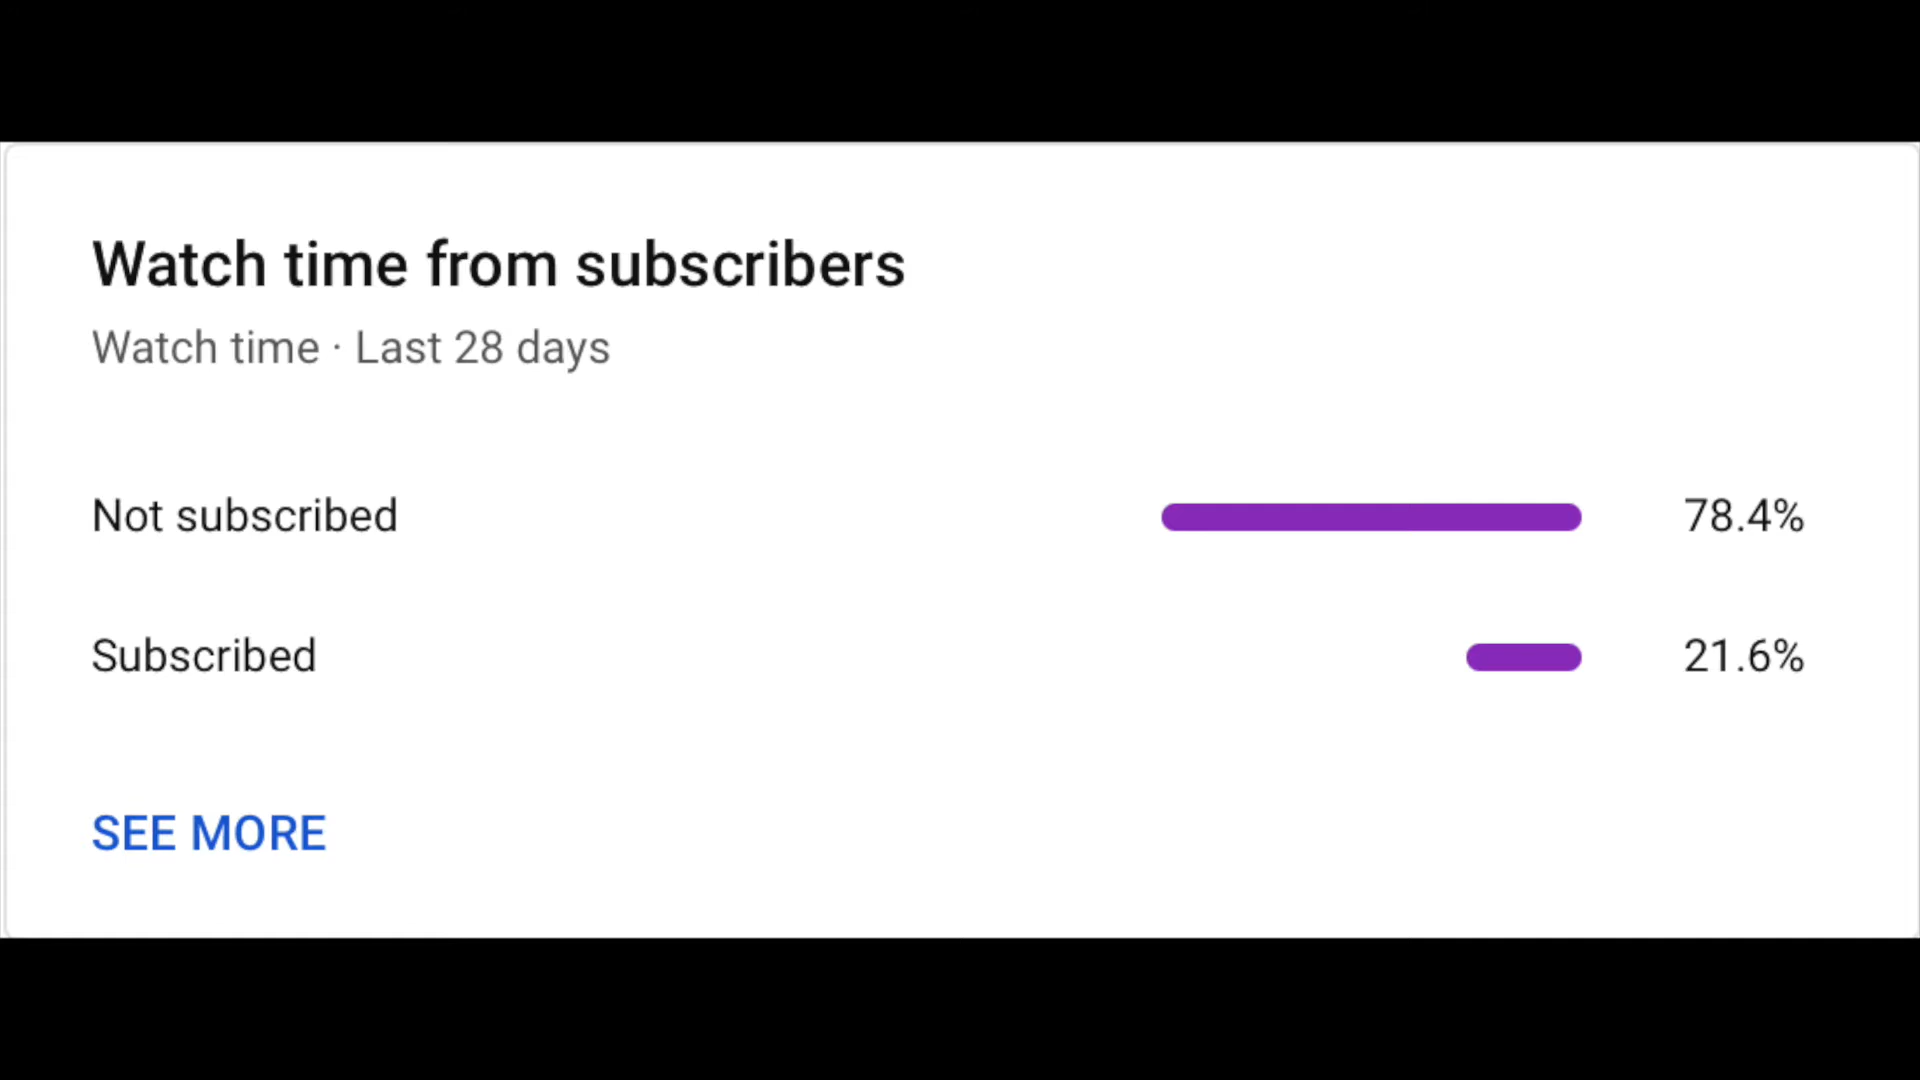 Watch time from subscribers
Watch time · Last 28 days
Not subscribed 78.4%
Subscribed 21.6%
SEE MORE